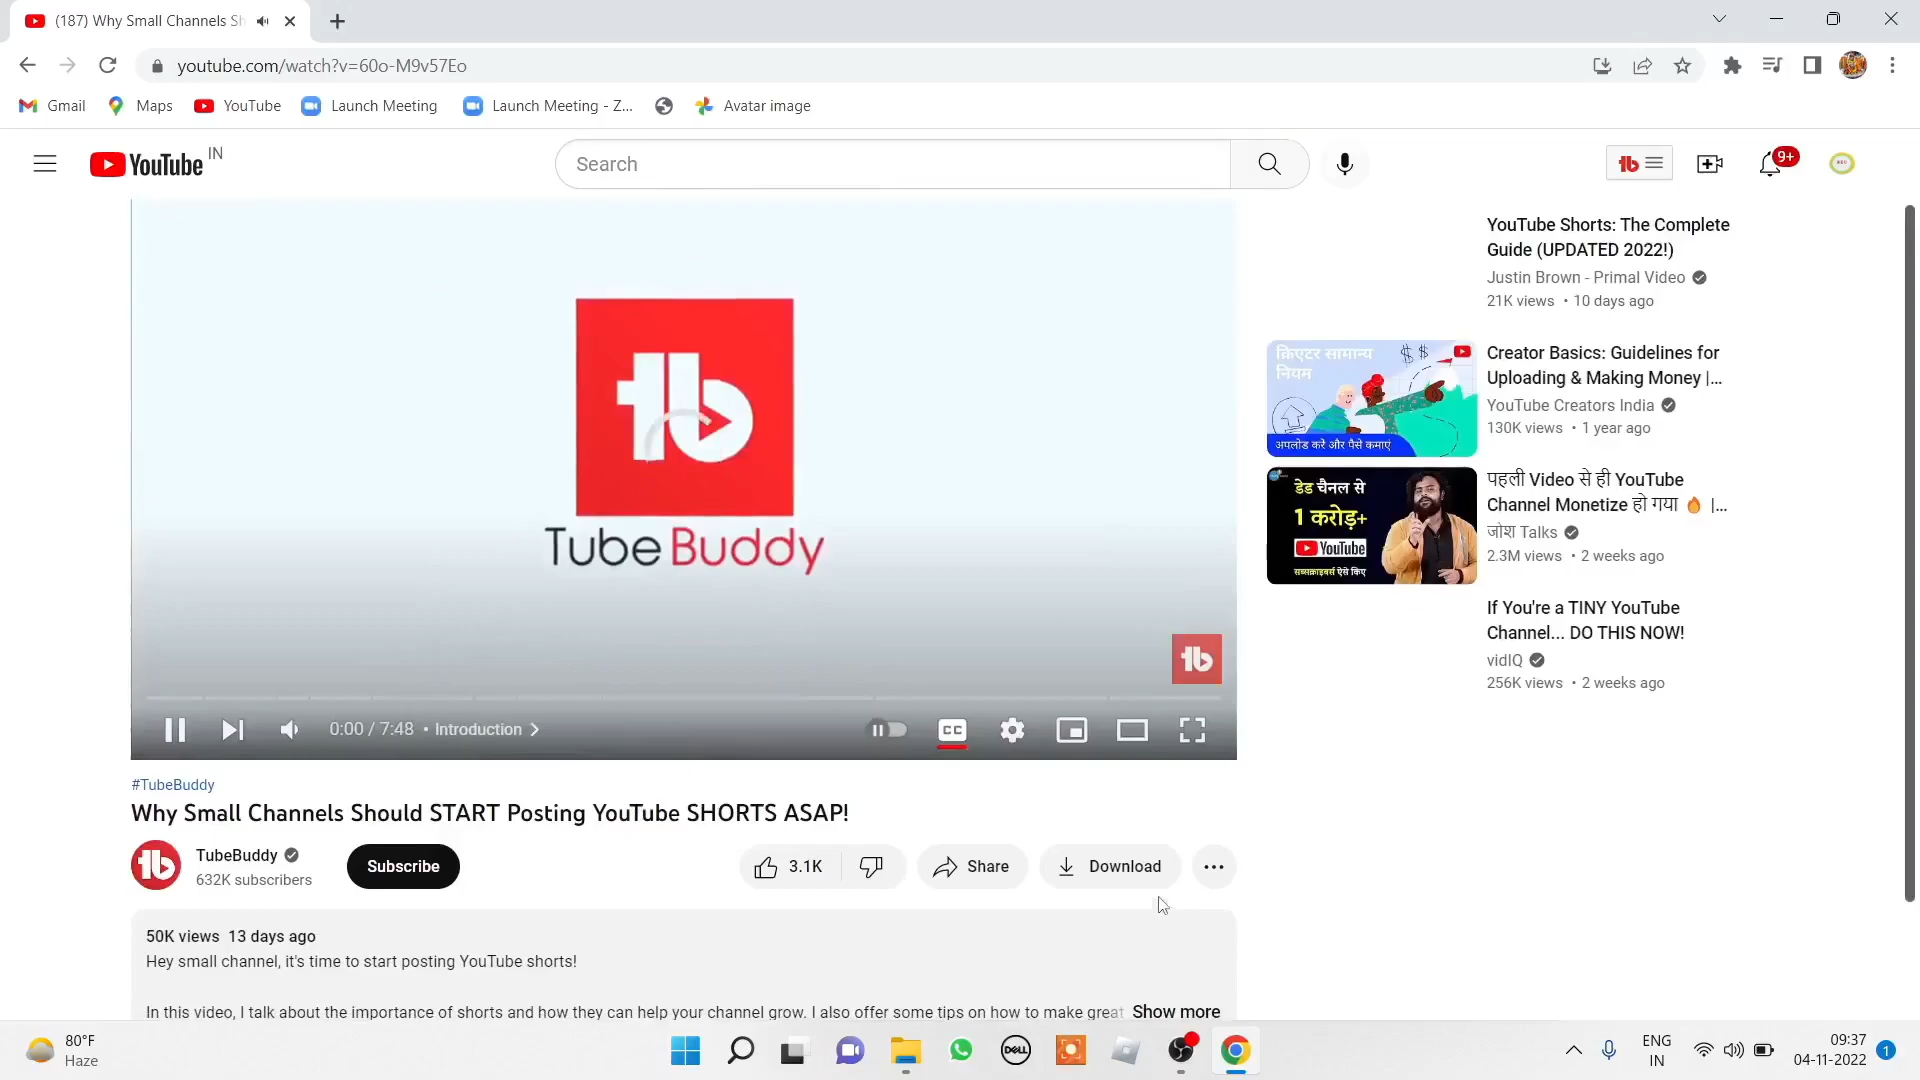 (187) Why Small Channels Sh
youtube.com/watch?v=60o-M9v57Eo
Gmail
Maps
YouTube
Launch Meeting
Launch Meeting - Z...
Avatar image
YouTube IN
Search
9+
TubeBuddy
0:00 / 7:48 • Introduction
CC
#TubeBuddy
Why Small Channels Should START Posting YouTube SHORTS ASAP!
TubeBuddy
632K subscribers
Subscribe
3.1K
Share
Download
50K views 13 days ago
Hey small channel, it's time to start posting YouTube shorts!
In this video, I talk about the importance of shorts and how they can help your channel grow. I also offer some tips on how to make great Show more
YouTube Shorts: The Complete
Guide (UPDATED 2022!)
Justin Brown - Primal Video
21K views • 10 days ago
क्रिएटर सामान्य
नियम
$ $
अपलोड करें और पैसे कमाएं
Creator Basics: Guidelines for
Uploading & Making Money |...
YouTube Creators India
130K views • 1 year ago
डेड चैनल से
1 करोड़+
YouTube
सब्सक्राइबर्स ऐसे किए
पहली Video से ही YouTube
Channel Monetize हो गया 🔥 |...
जोश Talks
2.3M views • 2 weeks ago
If You're a TINY YouTube
Channel... DO THIS NOW!
vidIQ
256K views • 2 weeks ago
80°F
Haze
DELL
ENG
IN
09:37
04-11-2022
1